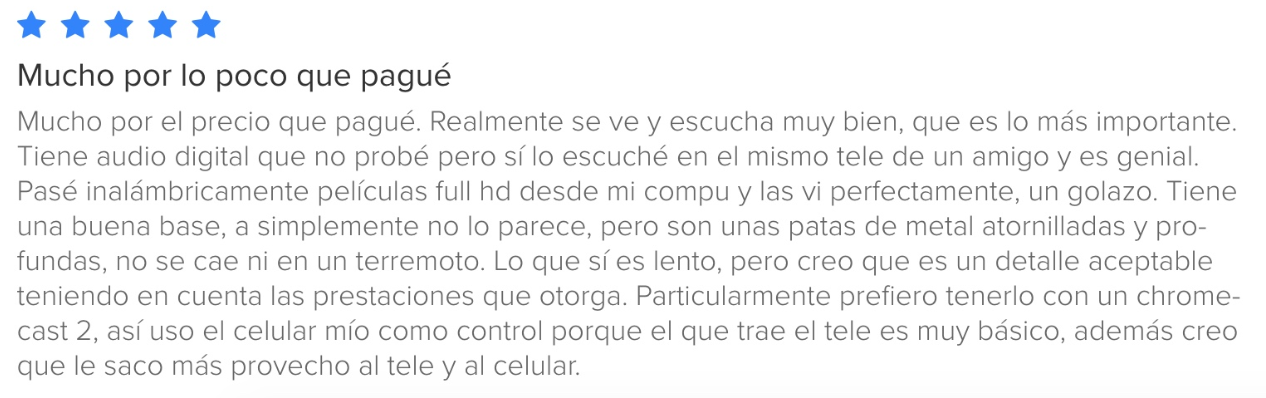 Mucho por lo poco que pagué
Mucho por el precio que pagué. Realmente se ve y escucha muy bien, que es lo más importante.
Tiene audio digital que no probé pero sí lo escuché en el mismo tele de un amigo y es genial.
Pasé inalámbricamente películas full hd desde mi compu y las vi perfectamente, un golazo. Tiene
una buena base, a simplemente no lo parece, pero son unas patas de metal atornilladas y pro-
fundas, no se cae ni en un terremoto. Lo que sí es lento, pero creo que es un detalle aceptable
teniendo en cuenta las prestaciones que otorga. Particularmente prefiero tenerlo con un chrome-
cast 2, así uso el celular mío como control porque el que trae el tele es muy básico, además creo
que le saco más provecho al tele y al celular.